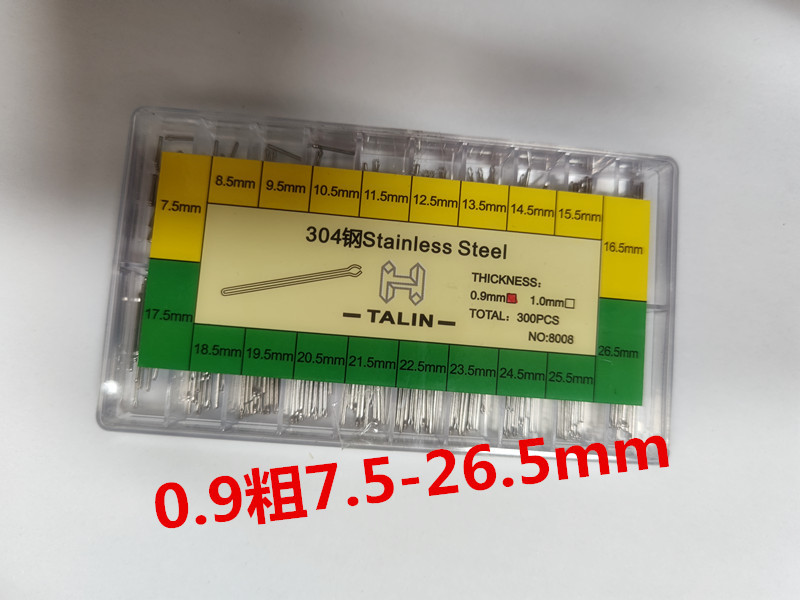 7.5mm 8.5mm 9.5mm 10.5mm 11.5mm 12.5mm 13.5mm 14.5mm 15.5mm 16.5mm
304钢Stainless Steel
THICKNESS:
0.9mm 1.0mm
TOTAL: 300PCS
NO:8008
TALIN
17.5mm 18.5mm 19.5mm 20.5mm 21.5mm 22.5mm 23.5mm 24.5mm 25.5mm 26.5mm
0.9粗7.5-26.5mm